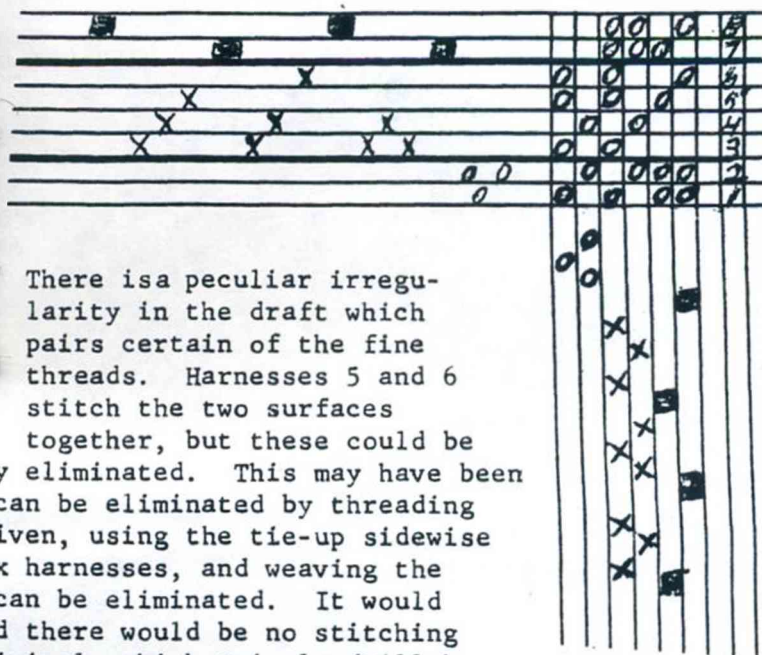 8
7
6
5
4
3
2
1
There isa peculiar irregu-
larity in the draft which
pairs certain of the fine
threads. Harnesses 5 and 6
stitch the two surfaces
together, but these could be
y eliminated. This may have been
can be eliminated by threading
iven, using the tie-up sidewise
x harnesses, and weaving the
can be eliminated. It would
d there would be no stitching